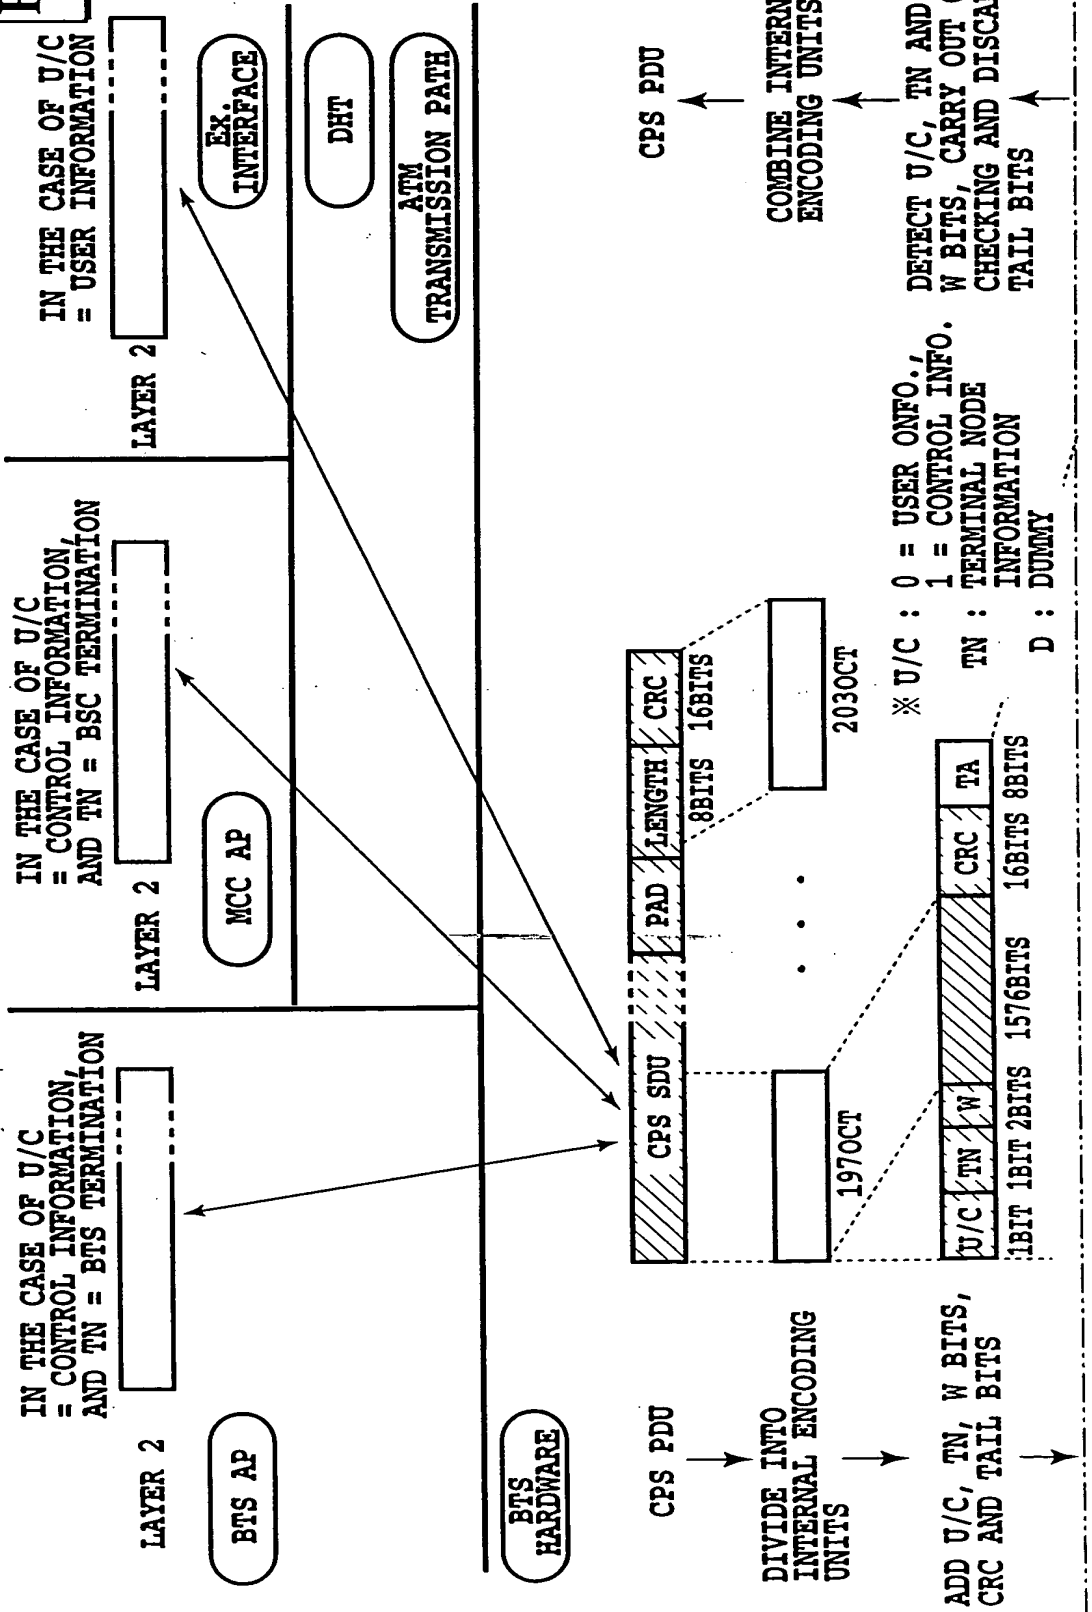 IN THE CASE OF U/C
= CONTROL INFORMATION,
AND TN = BTS TERMINATION
LAYER 2
BTS AP
IN THE CASE OF U/C
= CONTROL INFORMATION,
AND TN = BSC TERMINATION
LAYER 2
MCC AP
IN THE CASE OF U/C
= USER INFORMATION
LAYER 2
EX.
INTERFACE
DHT
ATM
TRANSMISSION PATH
BTS
HARDWARE
CPS PDU
CPS SDU
PAD
LENGTH
CRC
8BITS
16BITS
CPS PDU
DIVIDE INTO
INTERNAL ENCODING
UNITS
197OCT
203OCT
COMBINE INTERN
ENCODING UNITS
※ U/C : 0 = USER ONFO.,
1 = CONTROL INFO.
TN : TERMINAL NODE
INFORMATION
D : DUMMY
ADD U/C, TN, W BITS,
CRC AND TAIL BITS
U/C
TN
W
CRC
TA
1BIT
1BIT
2BITS
1576BITS
16BITS
8BITS
DETECT U/C, TN AND
W BITS, CARRY OUT
CHECKING AND DISCA
TAIL BITS